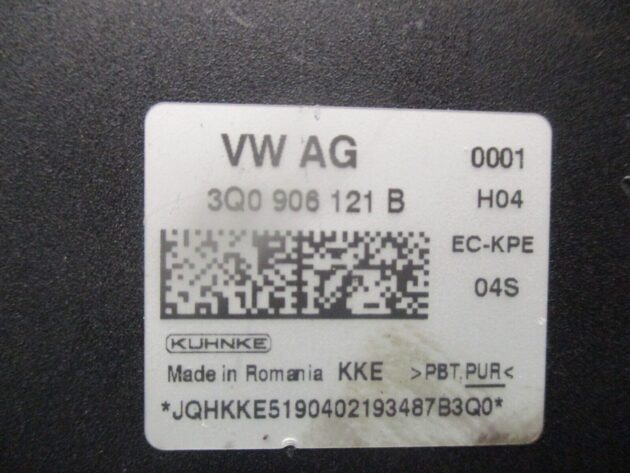 VW AG 0001
3Q0 906 121 B H04
EC-KPE
04S
KUHNKE
Made in Romania KKE >PBT,PUR<
*JQHKKE5190402193487B3Q0*